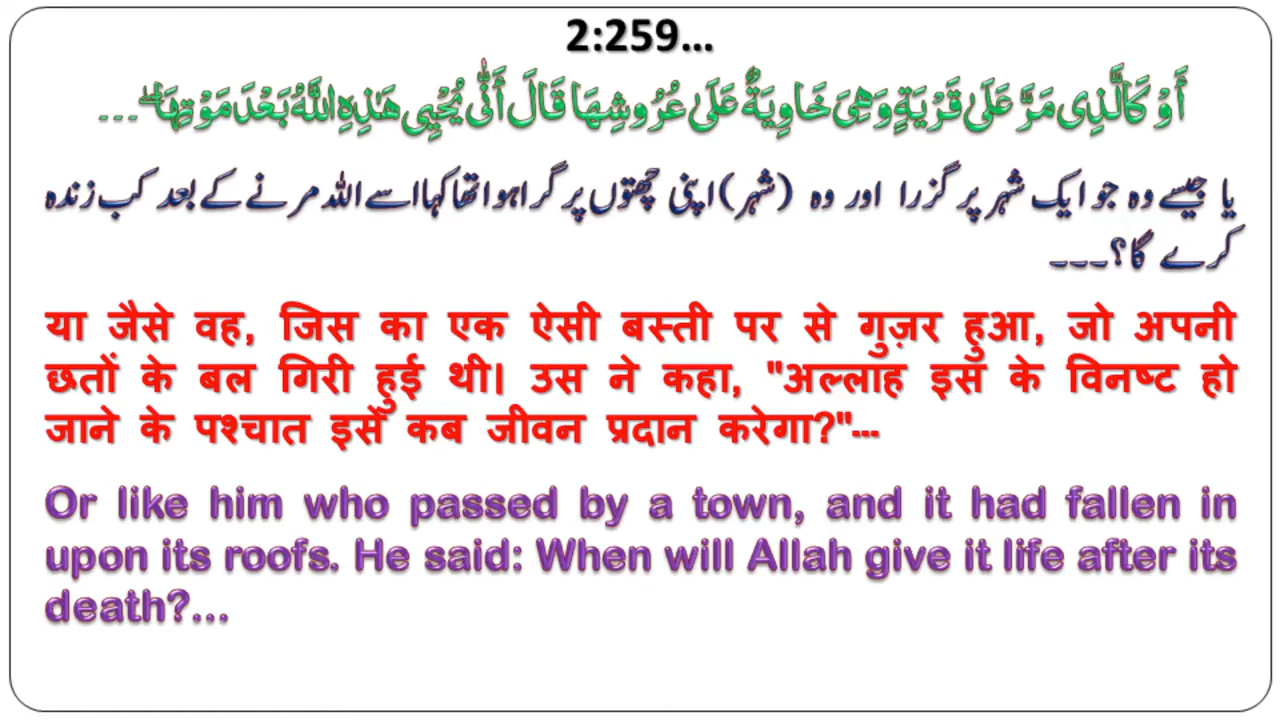 2:259...
أَوْ كَالَّذِى مَرَّ عَلَىٰ قَرْيَةٍ وَهِىَ خَاوِيَةٌ عَلَىٰ عُرُوشِهَا قَالَ أَنَّىٰ يُحْيِى هَٰذِهِ اللَّهُ بَعْدَ مَوْتِهَا ۖ ...
یا جیسے وہ جو ایک شہر پر گزرا اور وہ (شہر) اپنی چھتوں پر گرا ہوا تھا کہا اسے اللہ مرنے کے بعد کب زندہ
کرے گا؟---
या जैसे वह, जिस का एक ऐसी बस्ती पर से गुज़र हुआ, जो अपनी
छतों के बल गिरी हुई थी। उस ने कहा, "अल्लाह इस के विनष्ट हो
जाने के पश्चात इसे कब जीवन प्रदान करेगा?"---
Or like him who passed by a town, and it had fallen in
upon its roofs. He said: When will Allah give it life after its
death?...